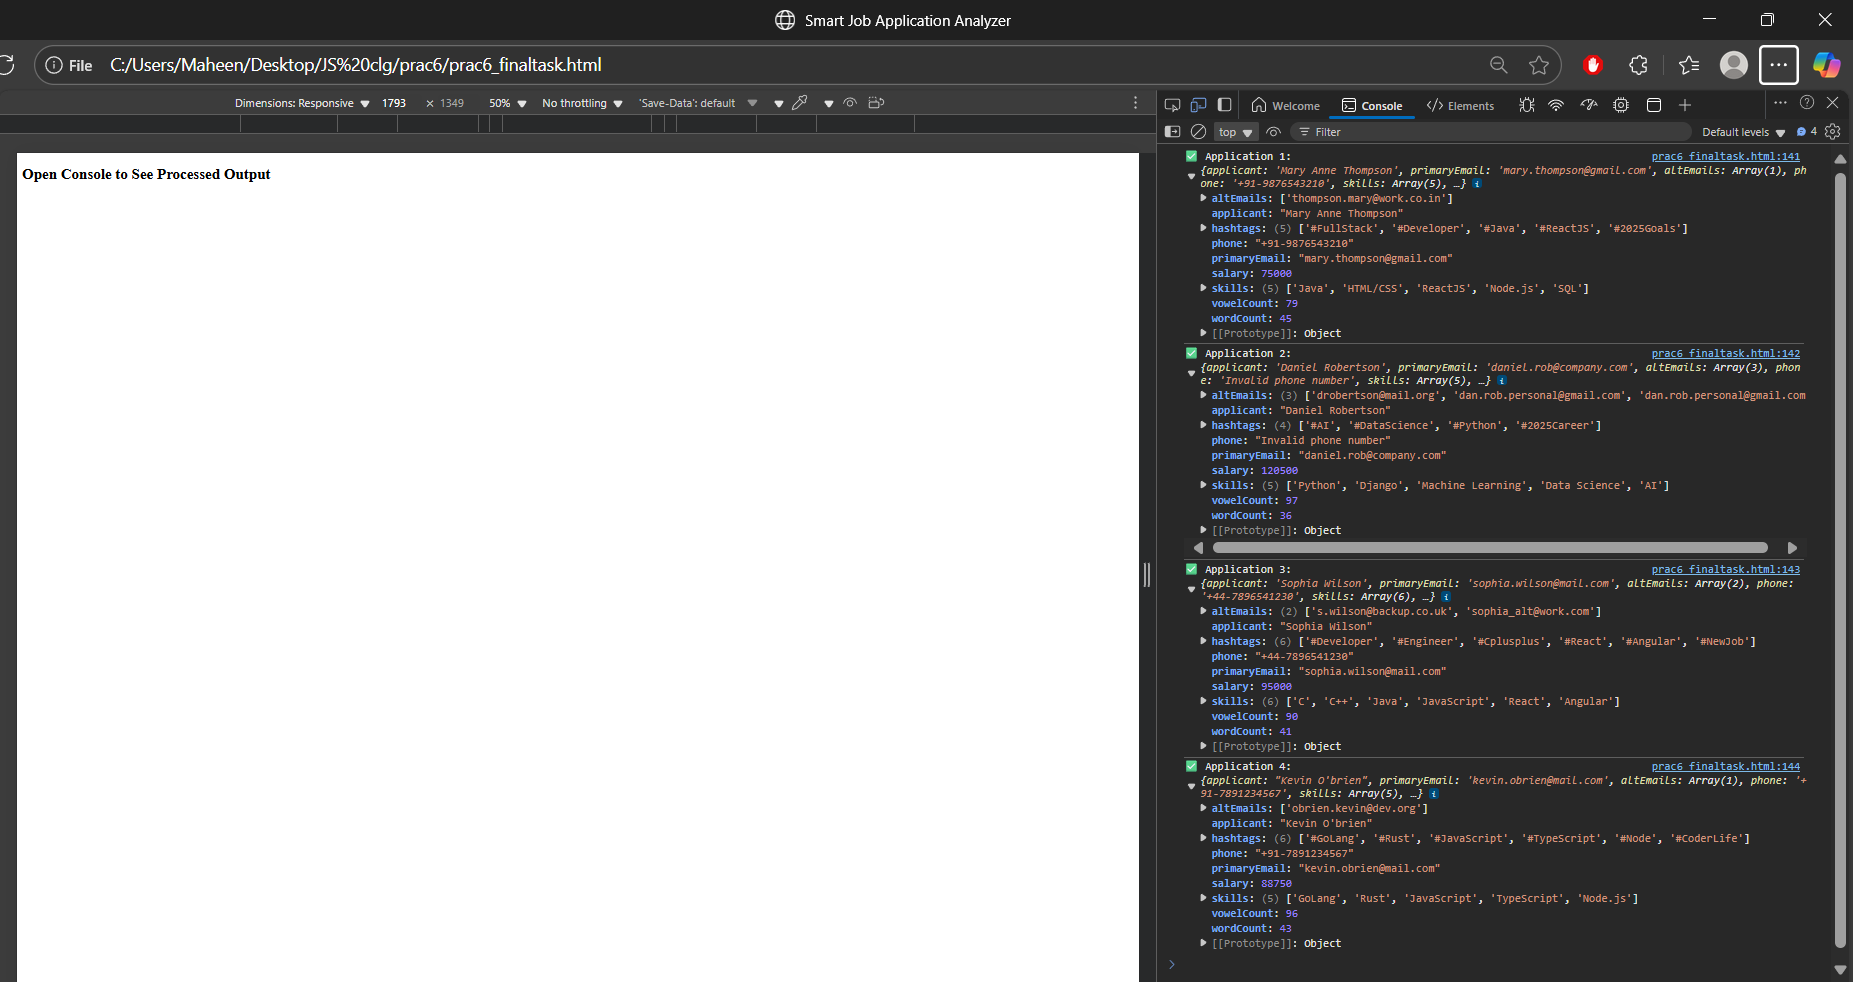 Smart Job Application Analyzer
File C:/Users/Maheen/Desktop/JS%20clg/prac6/prac6_finaltask.html
Dimensions: Responsive 1793 × 1349 50% No throttling 'Save-Data': default
Welcome Console Elements
top Filter Default levels 4
Open Console to See Processed Output
Application 1: prac6_finaltask.html:141
{applicant: 'Mary Anne Thompson', primaryEmail: 'mary.thompson@gmail.com', altEmails: Array(1), ph
one: '+91-9876543210', skills: Array(5), …}
altEmails: ['thompson.mary@work.co.in']
applicant: "Mary Anne Thompson"
hashtags: (5) ['#FullStack', '#Developer', '#Java', '#ReactJS', '#2025Goals']
phone: "+91-9876543210"
primaryEmail: "mary.thompson@gmail.com"
salary: 75000
skills: (5) ['Java', 'HTML/CSS', 'ReactJS', 'Node.js', 'SQL']
vowelCount: 79
wordCount: 45
[[Prototype]]: Object
Application 2: prac6_finaltask.html:142
{applicant: 'Daniel Robertson', primaryEmail: 'daniel.rob@company.com', altEmails: Array(3), phon
e: 'Invalid phone number', skills: Array(5), …}
altEmails: (3) ['drobertson@mail.org', 'dan.rob.personal@gmail.com', 'dan.rob.personal@gmail.com
applicant: "Daniel Robertson"
hashtags: (4) ['#AI', '#DataScience', '#Python', '#2025Career']
phone: "Invalid phone number"
primaryEmail: "daniel.rob@company.com"
salary: 120500
skills: (5) ['Python', 'Django', 'Machine Learning', 'Data Science', 'AI']
vowelCount: 97
wordCount: 36
[[Prototype]]: Object
Application 3: prac6_finaltask.html:143
{applicant: 'Sophia Wilson', primaryEmail: 'sophia.wilson@mail.com', altEmails: Array(2), phone:
'+44-7896541230', skills: Array(6), …}
altEmails: (2) ['s.wilson@backup.co.uk', 'sophia_alt@work.com']
applicant: "Sophia Wilson"
hashtags: (6) ['#Developer', '#Engineer', '#Cplusplus', '#React', '#Angular', '#NewJob']
phone: "+44-7896541230"
primaryEmail: "sophia.wilson@mail.com"
salary: 95000
skills: (6) ['C', 'C++', 'Java', 'JavaScript', 'React', 'Angular']
vowelCount: 90
wordCount: 41
[[Prototype]]: Object
Application 4: prac6_finaltask.html:144
{applicant: "Kevin O'brien", primaryEmail: 'kevin.obrien@mail.com', altEmails: Array(1), phone: '+
91-7891234567', skills: Array(5), …}
altEmails: ['obrien.kevin@dev.org']
applicant: "Kevin O'brien"
hashtags: (6) ['#GoLang', '#Rust', '#JavaScript', '#TypeScript', '#Node', '#CoderLife']
phone: "+91-7891234567"
primaryEmail: "kevin.obrien@mail.com"
salary: 88750
skills: (5) ['GoLang', 'Rust', 'JavaScript', 'TypeScript', 'Node.js']
vowelCount: 96
wordCount: 43
[[Prototype]]: Object